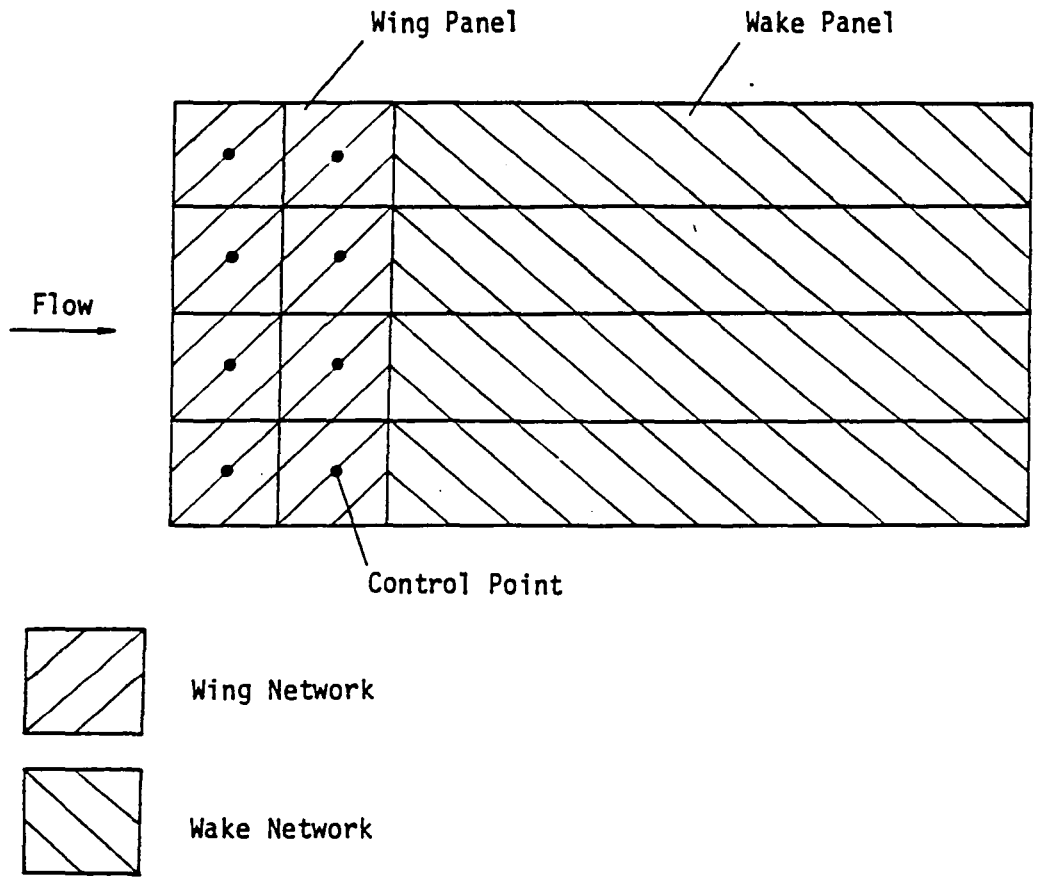 Wing Panel
Wake Panel
Flow
Control Point
Wing Network
Wake Network